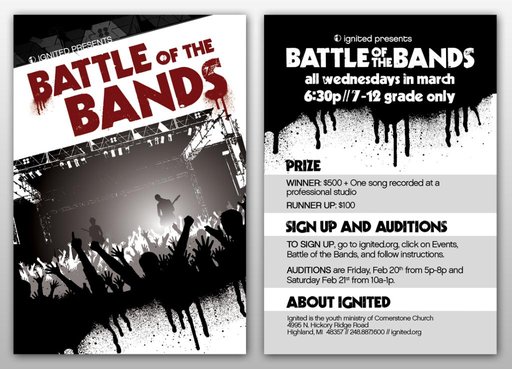 IGNITED PRESENTS
BATTLE OF THE
BANDS
ignited presents
BATTLE OF THE BANDS
all wednesdays in march
6:30p//7-12 grade only
PRIZE
WINNER: $500 + One song recorded at a
professional studio
RUNNER UP: $100
SIGN UP AND AUDITIONS
TO SIGN UP, go to ignited.org, click on Events,
Battle of the Bands, and follow instructions.
AUDITIONS are Friday, Feb 20th from 5p-8p and
Saturday Feb 21st from 10a-1p.
ABOUT IGNITED
Ignited is the youth ministry of Cornerstone Church
4995 N. Hickory Ridge Road
Highland, MI 48357 // 248.887.1600 // ignited.org